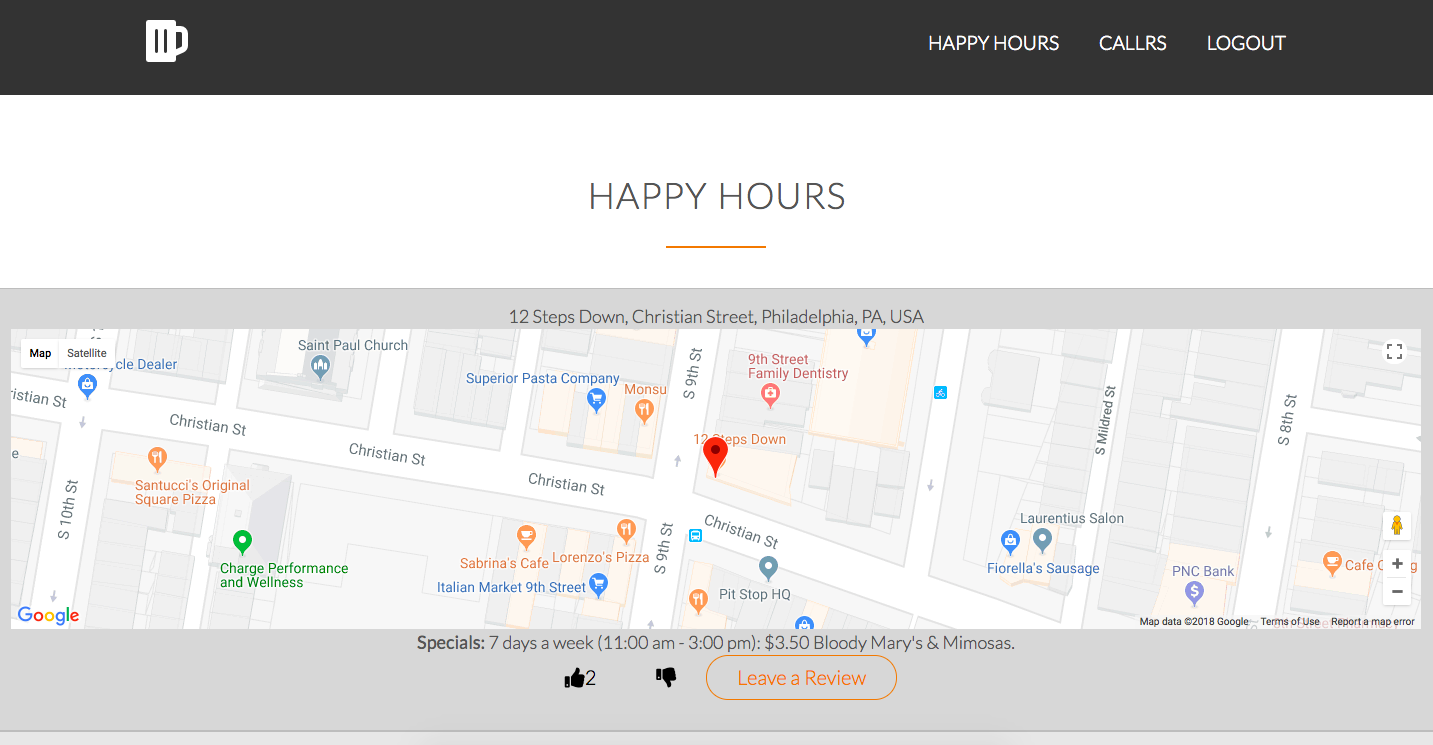 HAPPY HOURS CALLRS LOGOUT
HAPPY HOURS
12 Steps Down, Christian Street, Philadelphia, PA, USA
Map Satellite
Saint Paul Church
Dealer
Superior Pasta Company
Monsu
S 9th St
9th Street
Family Dentistry
Christian St
Christian St
Christian St
12 Steps Down
S Mildred St
S 8th St
Santucci's Original
Square Pizza
S 10th St
Christian St
S 9th St
Laurentius Salon
Sabrina's Cafe
Lorenzo's Pizza
Charge Performance
and Wellness
Italian Market 9th Street
Pit Stop HQ
Fiorella's Sausage
PNC Bank
Cafe
Google
Map data ©2018 Google Terms of Use Report a map error
Specials: 7 days a week (11:00 am - 3:00 pm): $3.50 Bloody Mary's & Mimosas.
2 Leave a Review